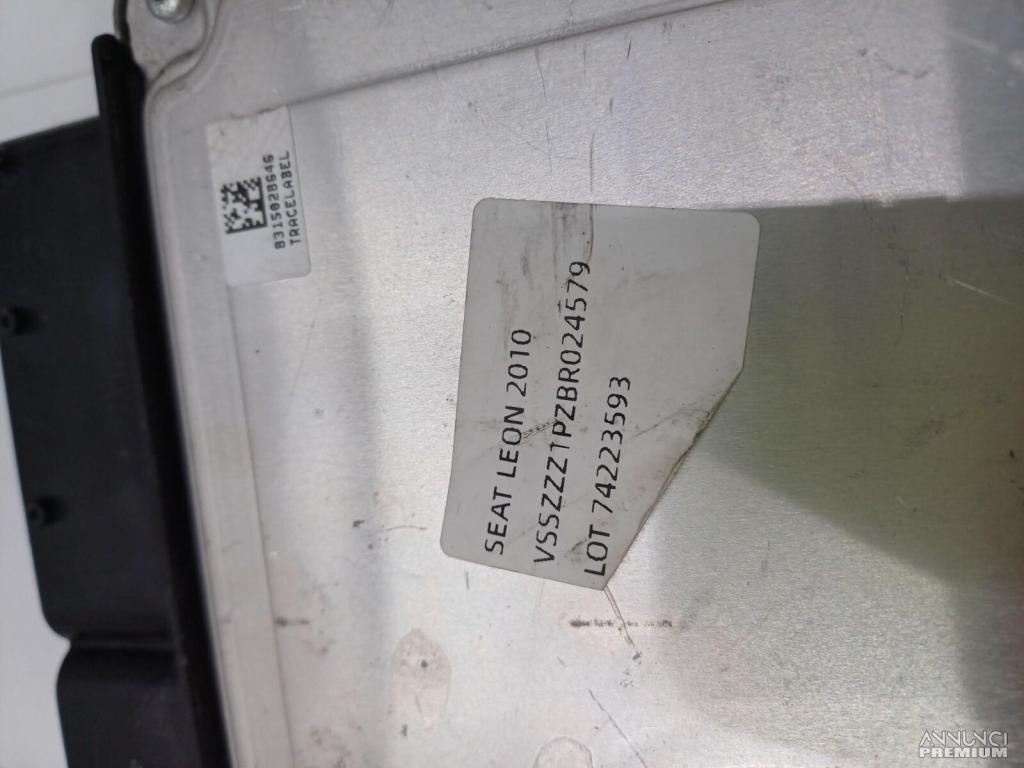 8315028646
TRACELABEL
SEAT LEON 2010
VSSZZZ1PZBR024579
LOT 74223593
ANNUNCI
PREMIUM